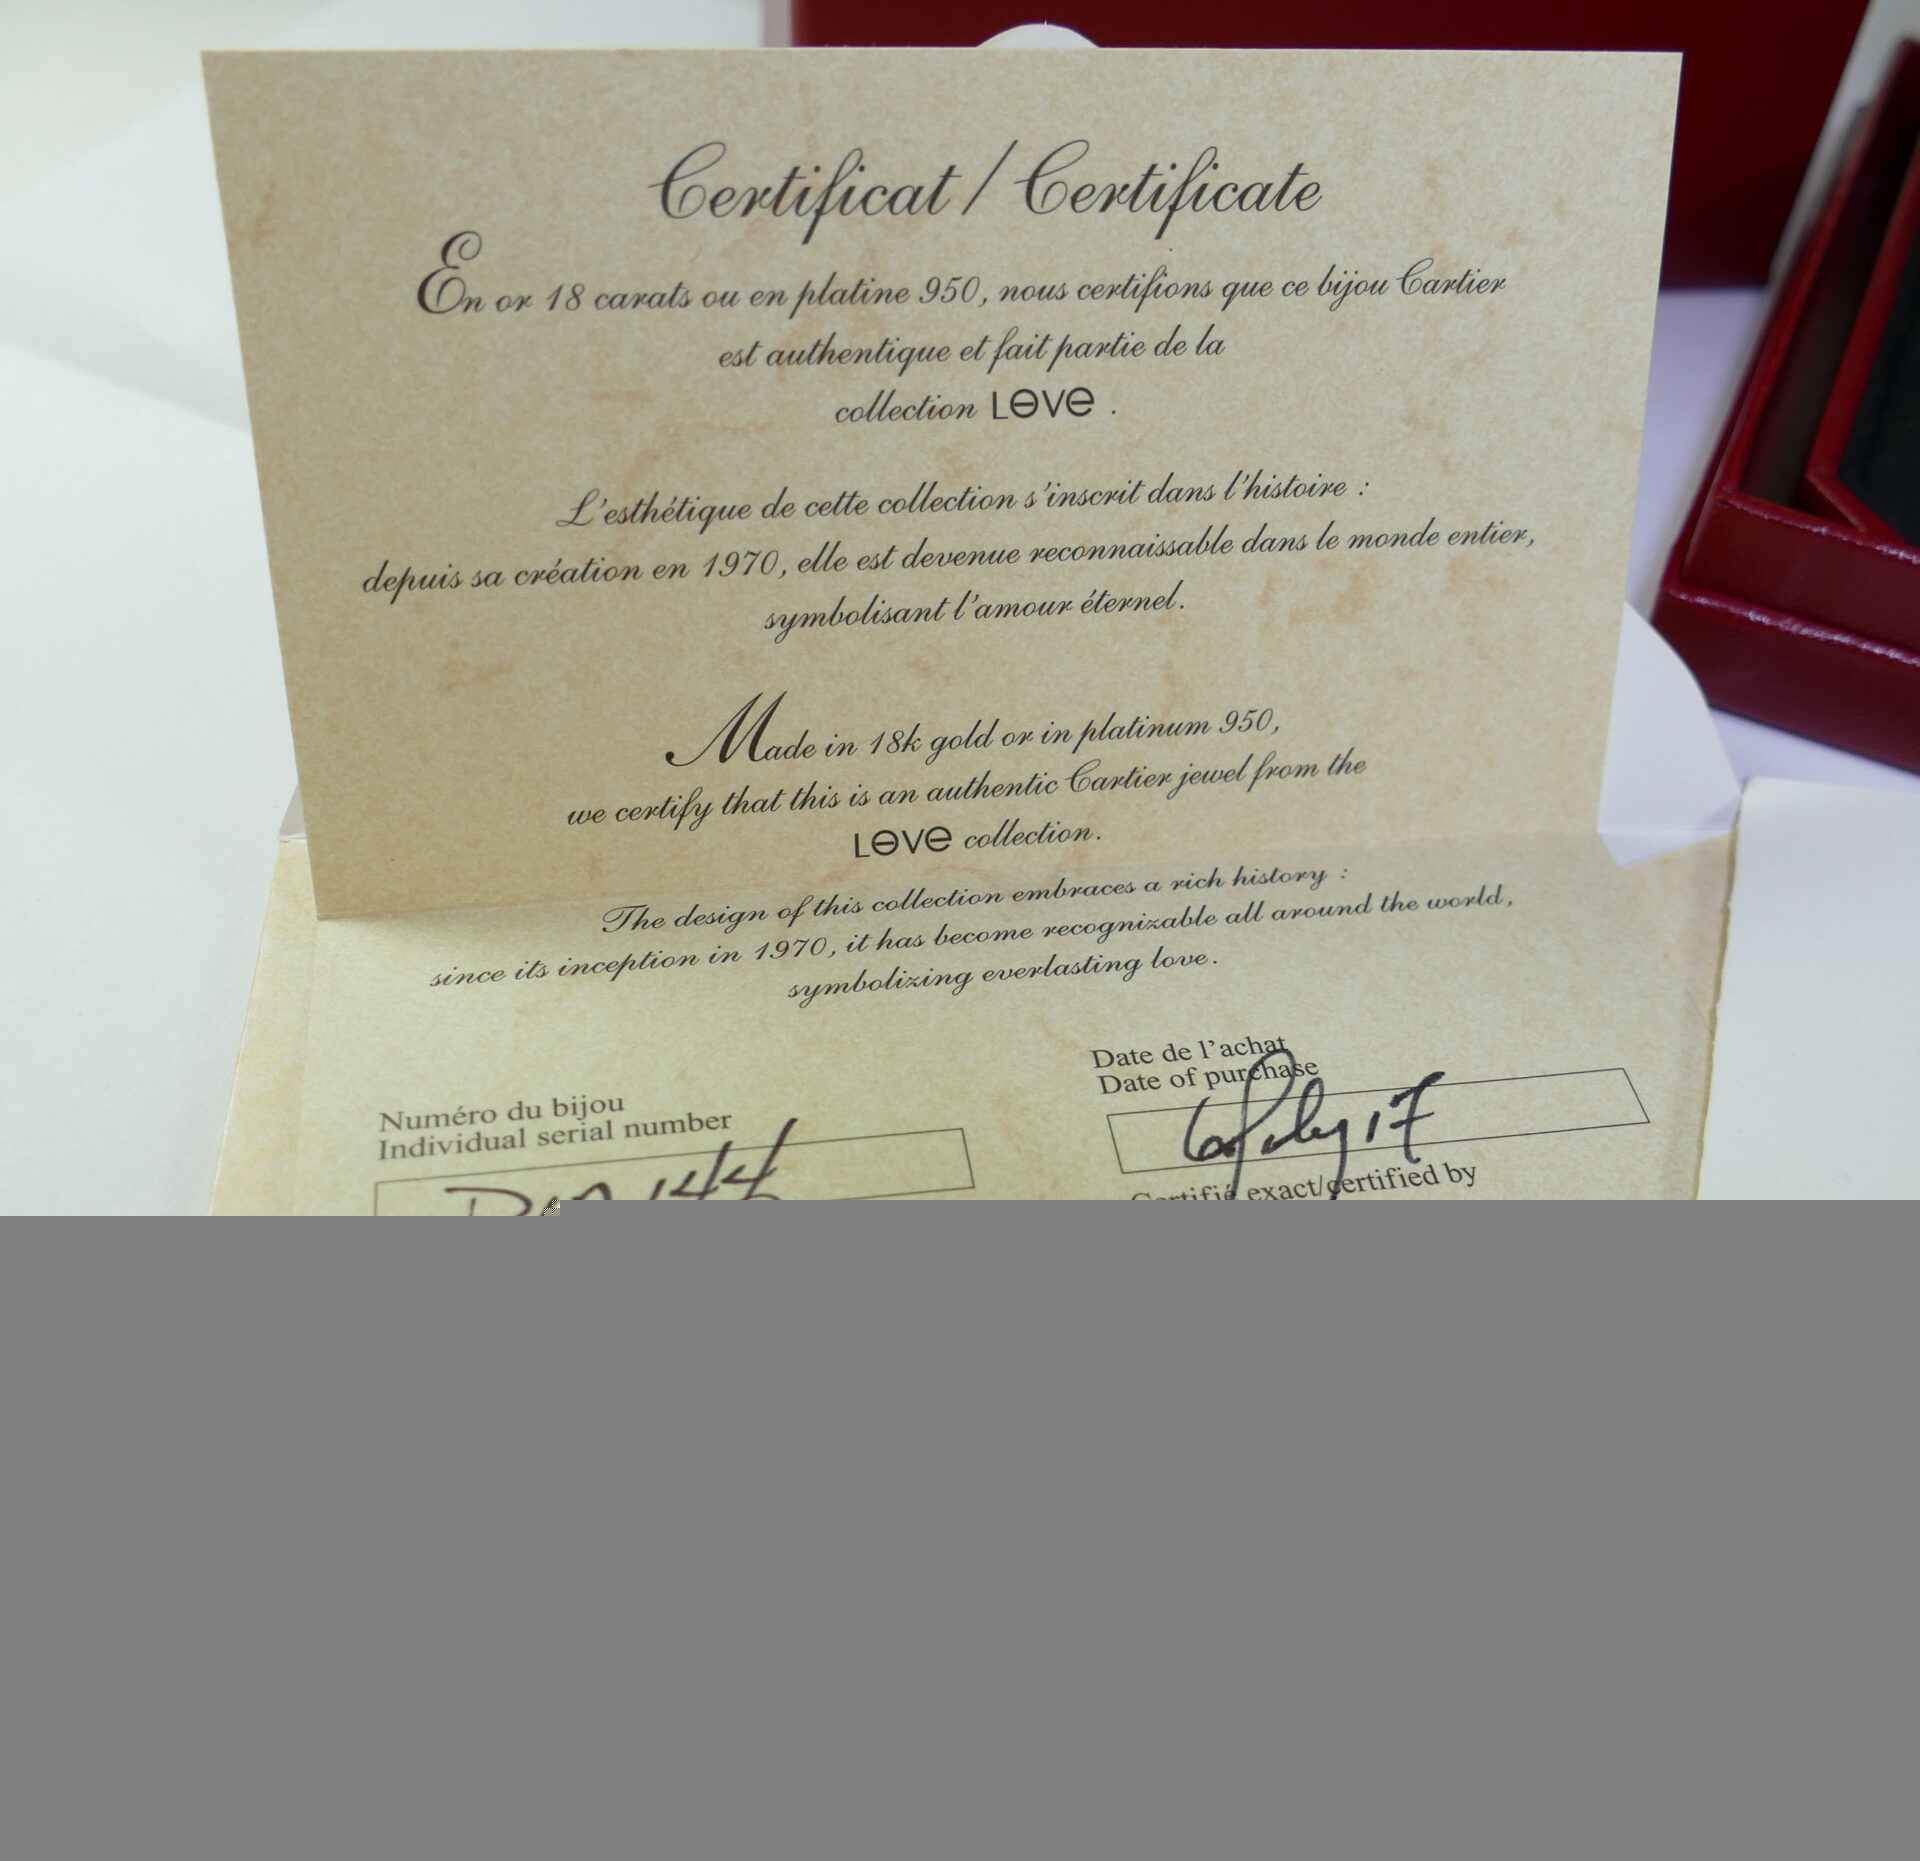 Certificat / Certificate
En or 18 carats ou en platine 950, nous certifions que ce bijou Cartier
est authentique et fait partie de la
collection LOVE .
L'esthétique de cette collection s'inscrit dans l'histoire :
depuis sa création en 1970, elle est devenue reconnaissable dans le monde entier,
symbolisant l'amour éternel.
Made in 18k gold or in platinum 950,
we certify that this is an authentic Cartier jewel from the
LOVE collection.
The design of this collection embraces a rich history :
since its inception in 1970, it has become recognizable all around the world,
symbolizing everlasting love.
Numéro du bijou
Individual serial number
Date de l'achat
Date of purchase
17
Certifié exact/certified by